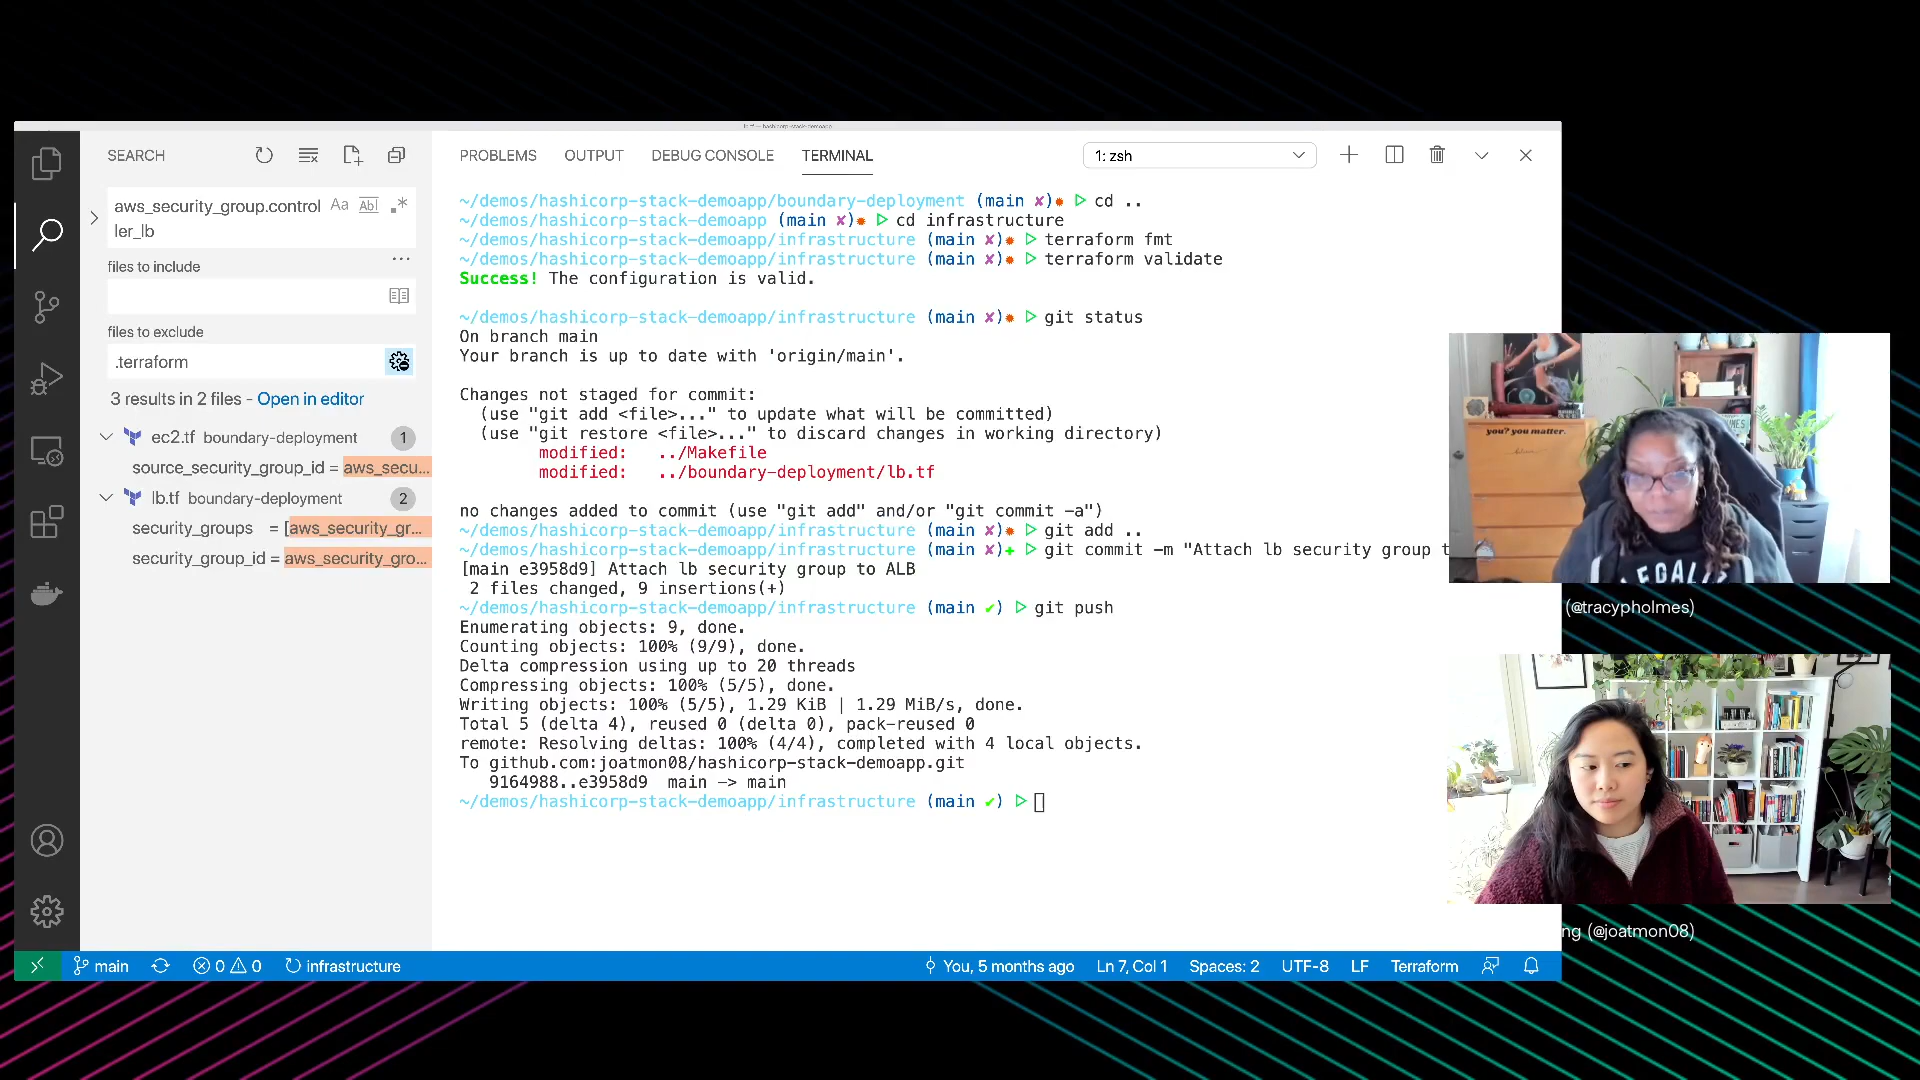 lb.tf — hashicorp-stack-demoapp
SEARCH
aws_security_group.control
ler_lb
Aa Abl .*
files to include
...
files to exclude
.terraform
3 results in 2 files - Open in editor
ec2.tf boundary-deployment 1
source_security_group_id = aws_secu...
lb.tf boundary-deployment 2
security_groups = [aws_security_gr...
security_group_id = aws_security_gro...
PROBLEMS OUTPUT DEBUG CONSOLE TERMINAL 1: zsh
~/demos/hashicorp-stack-demoapp/boundary-deployment (main ✘)✹ ▷ cd ..
~/demos/hashicorp-stack-demoapp (main ✘)✹ ▷ cd infrastructure
~/demos/hashicorp-stack-demoapp/infrastructure (main ✘)✹ ▷ terraform fmt
~/demos/hashicorp-stack-demoapp/infrastructure (main ✘)✹ ▷ terraform validate
Success! The configuration is valid.
~/demos/hashicorp-stack-demoapp/infrastructure (main ✘)✹ ▷ git status
On branch main
Your branch is up to date with 'origin/main'.
Changes not staged for commit:
(use "git add <file>..." to update what will be committed)
(use "git restore <file>..." to discard changes in working directory)
modified: ../Makefile
modified: ../boundary-deployment/lb.tf
no changes added to commit (use "git add" and/or "git commit -a")
~/demos/hashicorp-stack-demoapp/infrastructure (main ✘)✹ ▷ git add ..
~/demos/hashicorp-stack-demoapp/infrastructure (main ✘)✚ ▷ git commit -m "Attach lb security group t
[main e3958d9] Attach lb security group to ALB
2 files changed, 9 insertions(+)
~/demos/hashicorp-stack-demoapp/infrastructure (main ✔) ▷ git push
Enumerating objects: 9, done.
Counting objects: 100% (9/9), done.
Delta compression using up to 20 threads
Compressing objects: 100% (5/5), done.
Writing objects: 100% (5/5), 1.29 KiB | 1.29 MiB/s, done.
Total 5 (delta 4), reused 0 (delta 0), pack-reused 0
remote: Resolving deltas: 100% (4/4), completed with 4 local objects.
To github.com:joatmon08/hashicorp-stack-demoapp.git
9164988..e3958d9 main -> main
~/demos/hashicorp-stack-demoapp/infrastructure (main ✔) ▷
you? you matter.
(@tracypholmes)
ng (@joatmon08)
main 0 0 infrastructure You, 5 months ago Ln 7, Col 1 Spaces: 2 UTF-8 LF Terraform